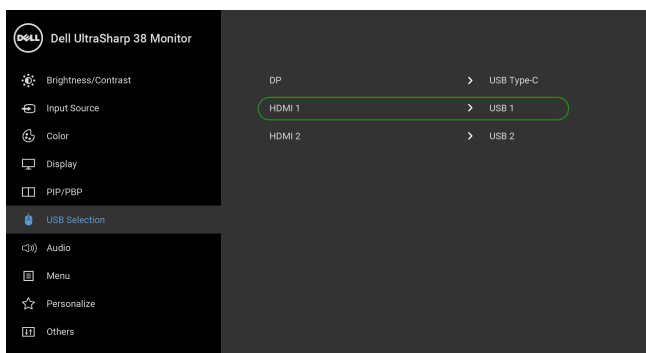 DELL Dell UltraSharp 38 Monitor
Brightness/Contrast
Input Source
Color
Display
PIP/PBP
USB Selection
Audio
Menu
Personalize
Others
DP > USB Type-C
HDMI 1 > USB 1
HDMI 2 > USB 2